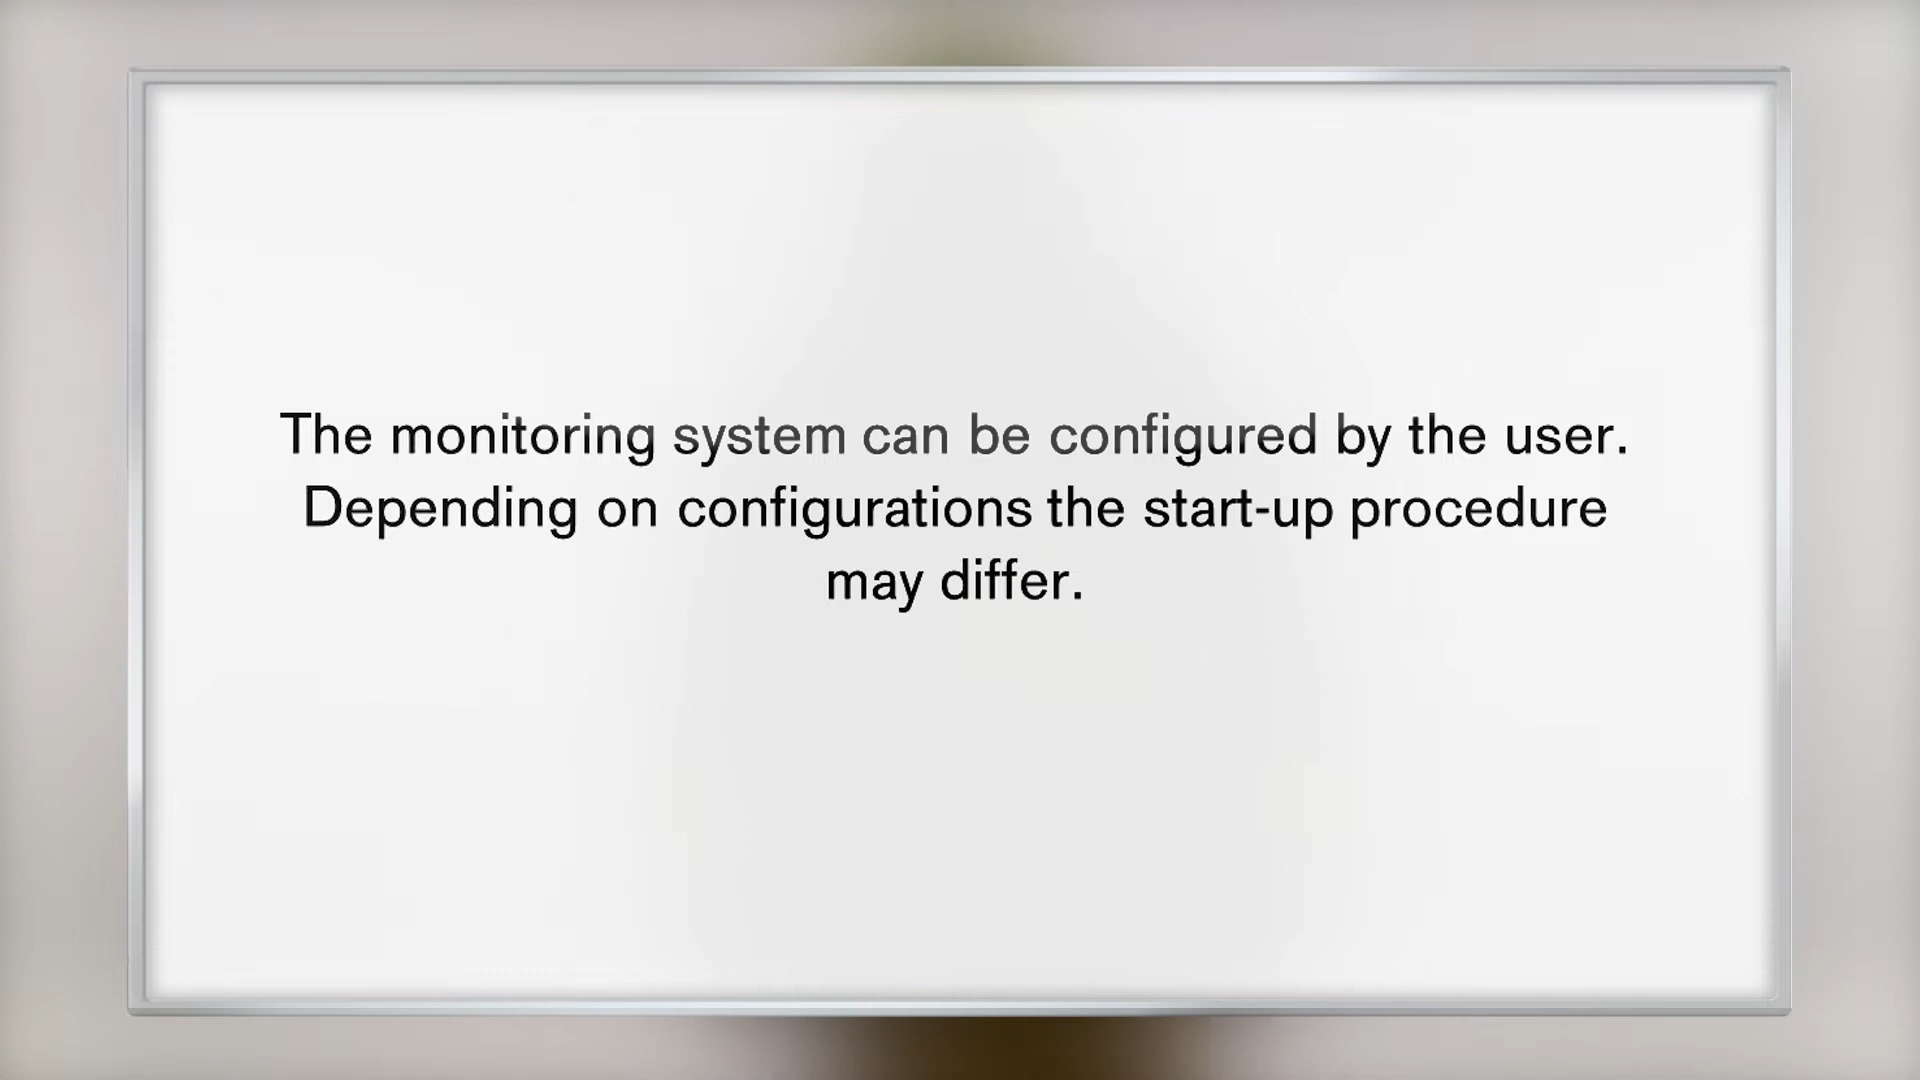 The monitoring system can be configured by the user.
Depending on configurations the start-up procedure
may differ.